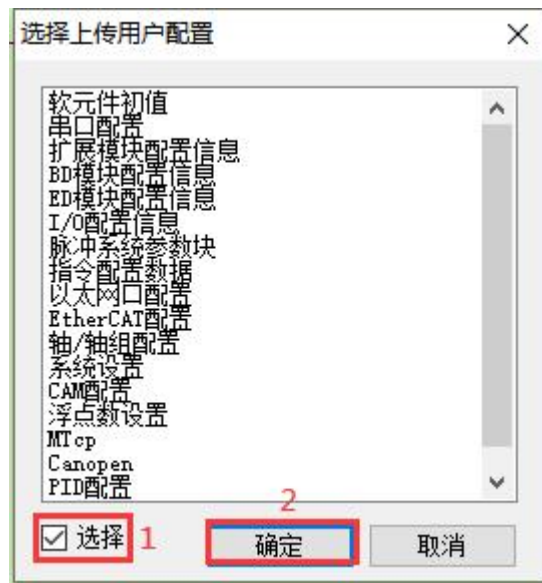 选择上传用户配置
软元件初值
串口配置
扩展模块配置信息
BD模块配置信息
ED模块配置信息
I/O配置信息
脉冲系统参数块
指令配置数据
以太网口配置
EtherCAT配置
轴/轴组配置
系统设置
CAM配置
浮点数设置
MTcp
Canopen
PID配置
2
选择 1 确定 取消